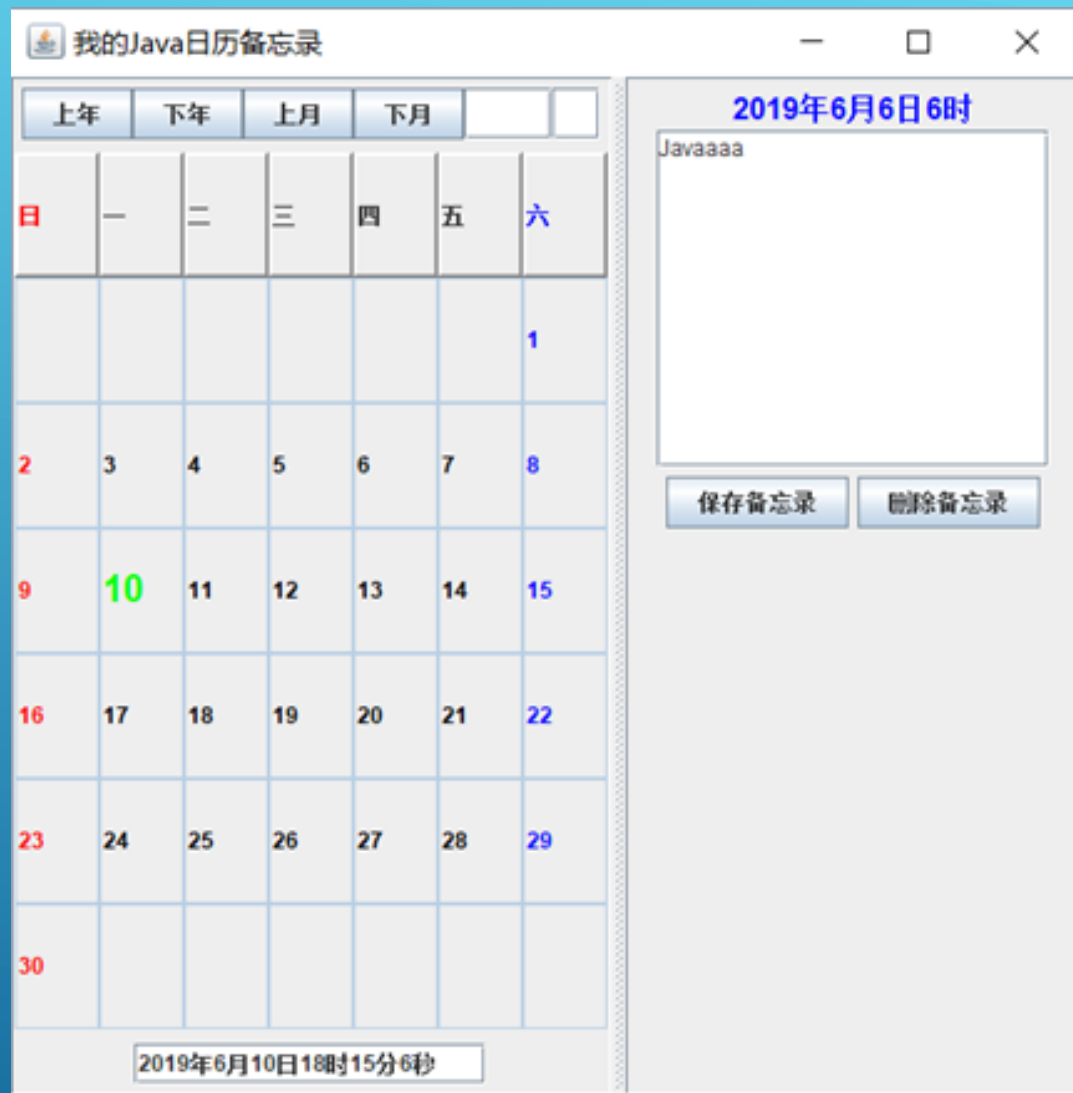 我的Java日历备忘录
上年 下年 上月 下月
日 一 二 三 四 五 六
1
2 3 4 5 6 7 8
9 10 11 12 13 14 15
16 17 18 19 20 21 22
23 24 25 26 27 28 29
30
2019年6月10日18时15分6秒
2019年6月6日6时
Javaaaa
保存备忘录 删除备忘录